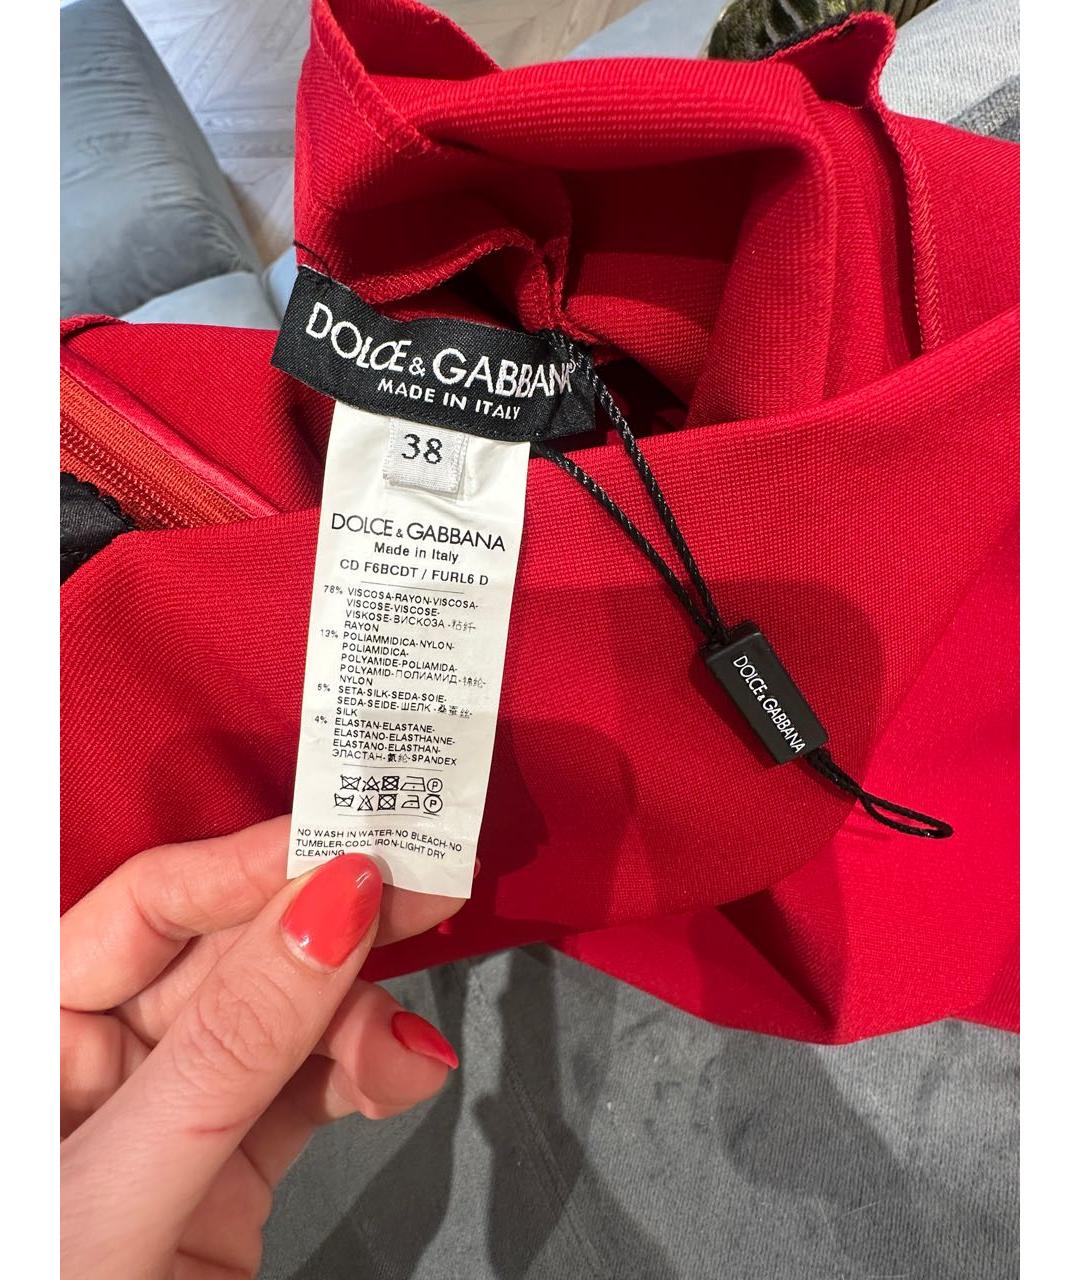 DOLCE & GABBANA
MADE IN ITALY
38
DOLCE & GABBANA
Made in Italy
CD F6BCDT / FURL6 D
78% VISCOSA-RAYON-VISCOSA-
VISCOSE-VISCOSE-
VISKOSE-ВИСКОЗА-粘纤-
RAYON
13% POLIAMMIDICA-NYLON-
POLIAMIDICA-
POLYAMIDE-POLIAMIDA-
POLYAMID-ПОЛИАМИД-锦纶-
NYLON
5% SETA-SILK-SEDA-SOIE-
SEDA-SEIDE-ШЕЛК-桑蚕丝-
SILK
4% ELASTAN-ELASTANE-
ELASTANO-ELASTHANNE-
ELASTANO-ELASTHAN-
ЭЛАСТАН-氨纶-SPANDEX
P
P
NO WASH IN WATER-NO BLEACH-NO
TUMBLER-COOL IRON-LIGHT DRY
CLEANING
DOLCE & GABBANA